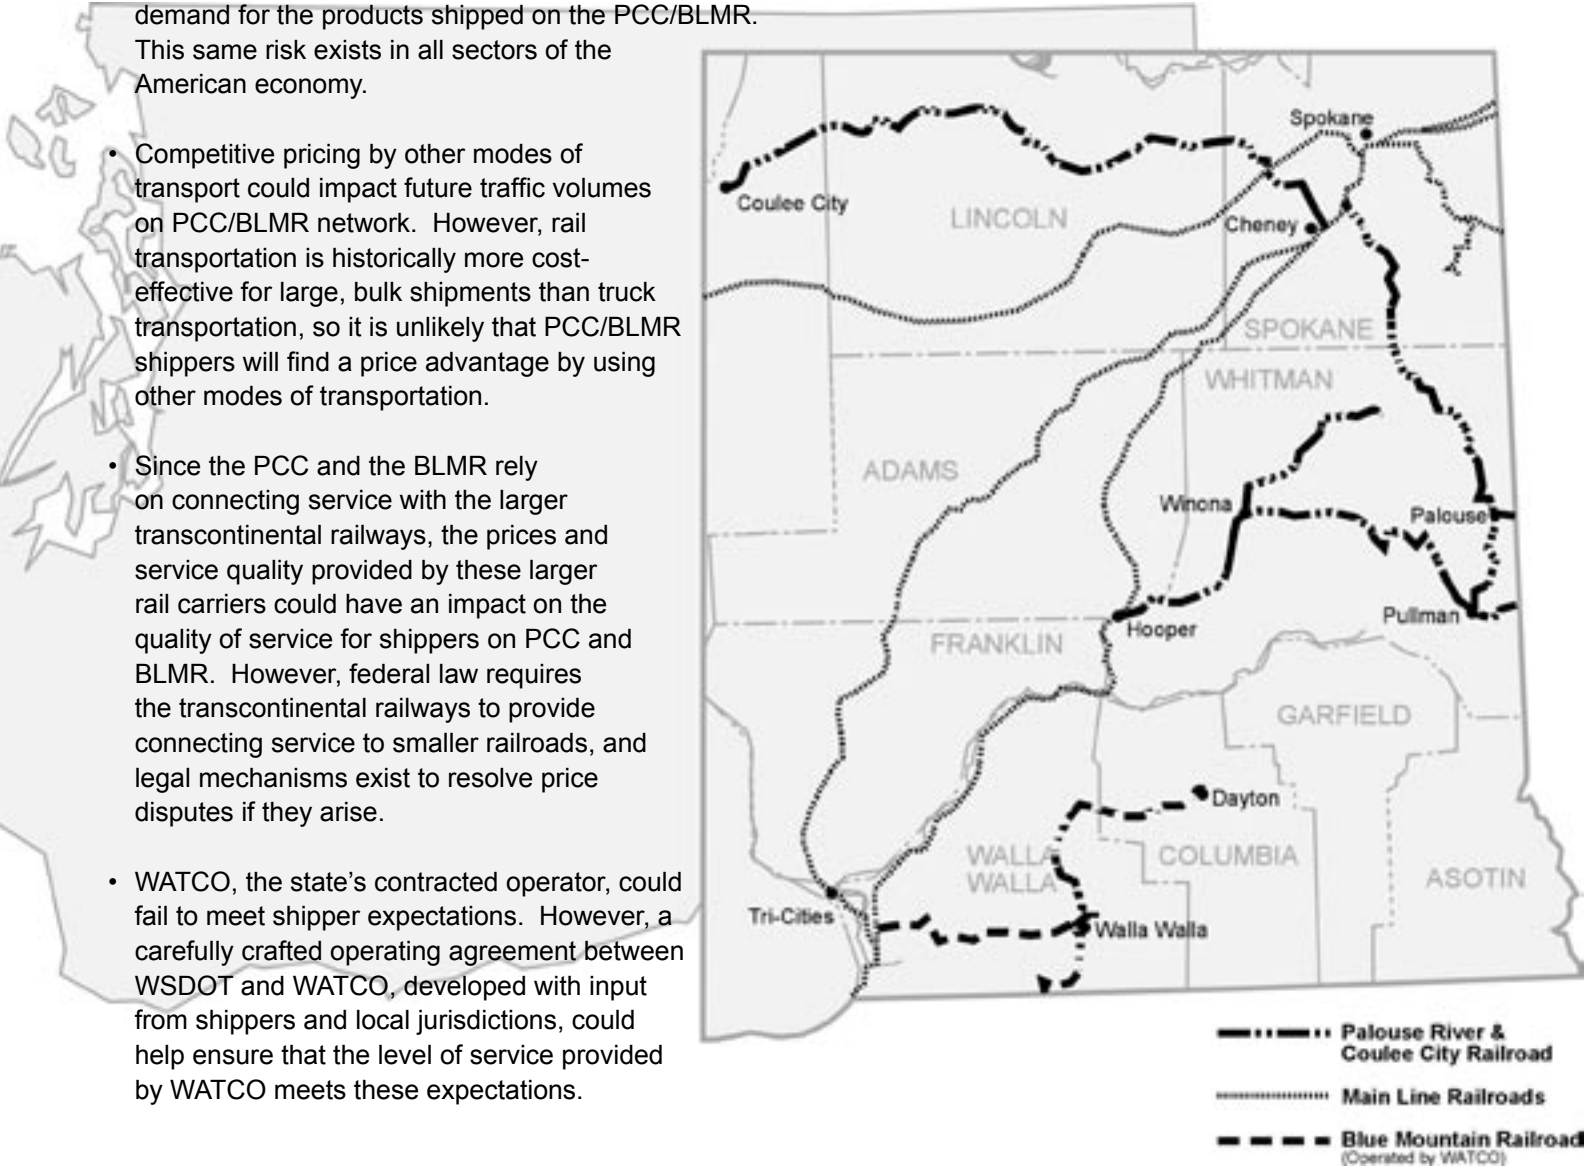 demand for the products shipped on the PCC/BLMR.
This same risk exists in all sectors of the
American economy.
• Competitive pricing by other modes of
transport could impact future traffic volumes
on PCC/BLMR network.  However, rail
transportation is historically more cost-
effective for large, bulk shipments than truck
transportation, so it is unlikely that PCC/BLMR
shippers will find a price advantage by using
other modes of transportation.
• Since the PCC and the BLMR rely
on connecting service with the larger
transcontinental railways, the prices and
service quality provided by these larger
rail carriers could have an impact on the
quality of service for shippers on PCC and
BLMR.  However, federal law requires
the transcontinental railways to provide
connecting service to smaller railroads, and
legal mechanisms exist to resolve price
disputes if they arise.
• WATCO, the state’s contracted operator, could
fail to meet shipper expectations.  However, a
carefully crafted operating agreement between
WSDOT and WATCO, developed with input
from shippers and local jurisdictions, could
help ensure that the level of service provided
by WATCO meets these expectations.
Spokane
Coulee City
LINCOLN
Cheney
SPOKANE
WHITMAN
ADAMS
Winona
Palouse
Pullman
Hooper
FRANKLIN
GARFIELD
Dayton
WALLA
WALLA
COLUMBIA
ASOTIN
Tri-Cities
Walla Walla
Palouse River &
Coulee City Railroad
Main Line Railroads
Blue Mountain Railroad
(Operated by WATCO)